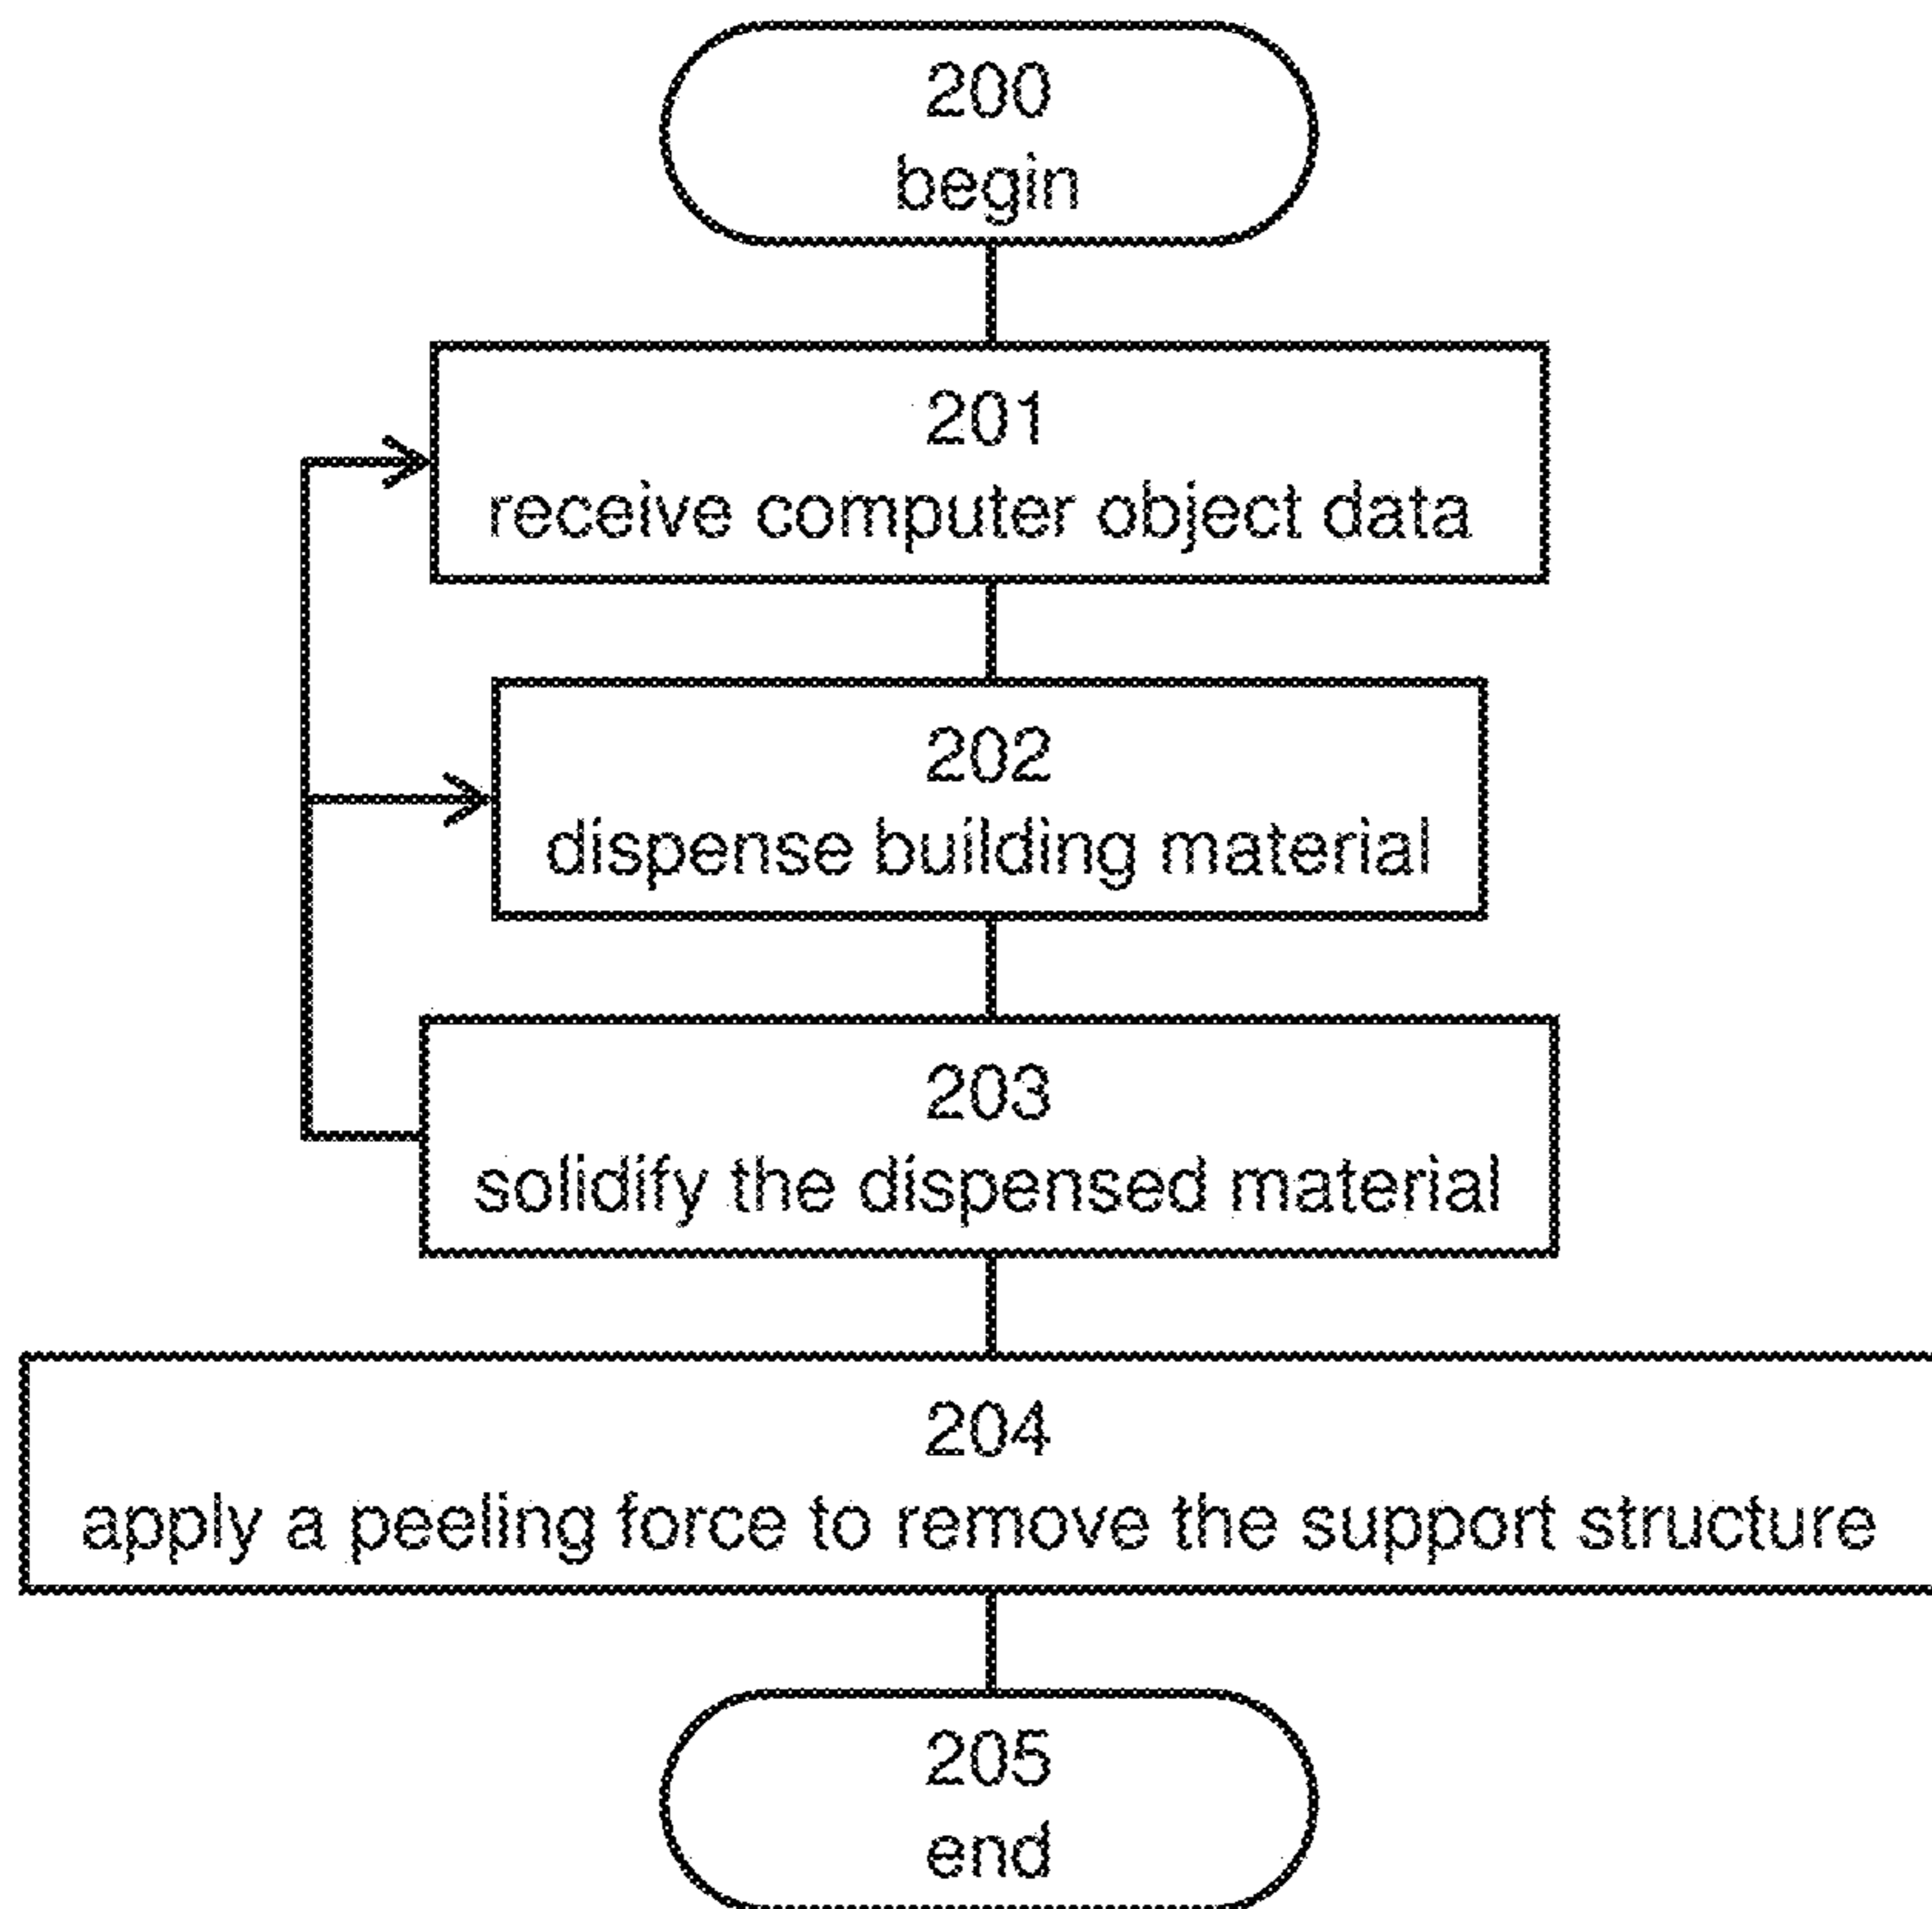 200
begin
201
receive computer object data
202
dispense building material
203
solidify the dispensed material
204
apply a peeling force to remove the support structure
205
end